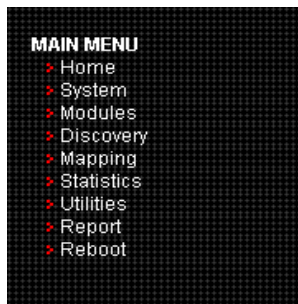 MAIN MENU
> Home
> System
> Modules
> Discovery
> Mapping
> Statistics
> Utilities
> Report
> Reboot